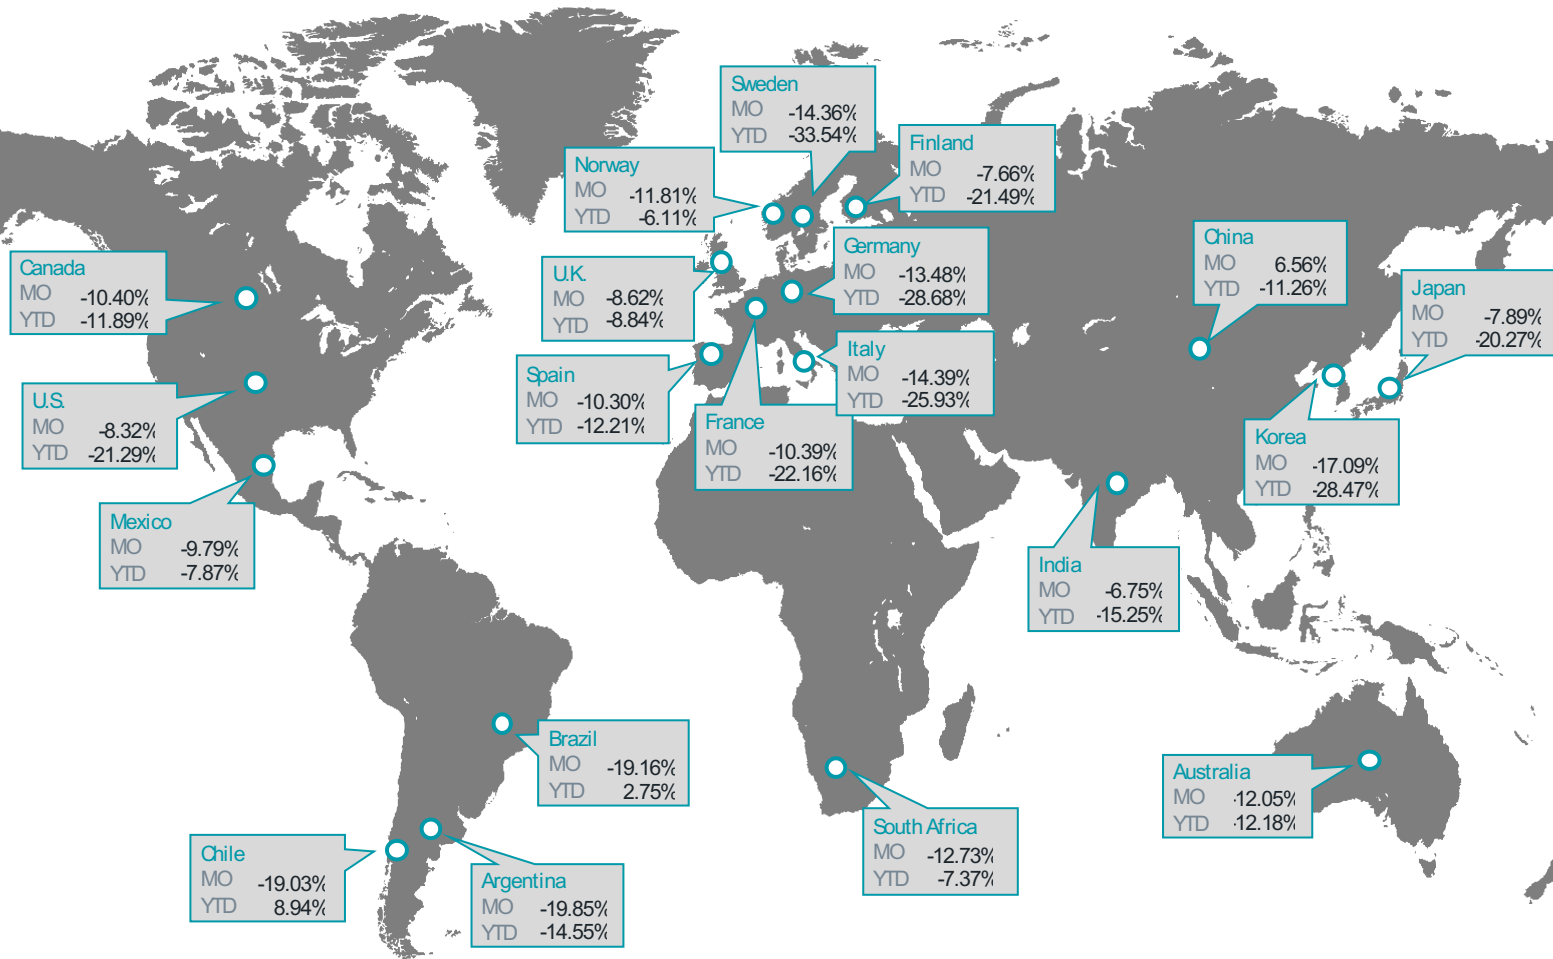 Sweden
MO -14.36%
YTD -33.54%
Finland
MO -7.66%
YTD -21.49%
Norway
MO -11.81%
YTD -6.11%
Germany
MO -13.48%
YTD -28.68%
China
MO 6.56%
YTD -11.26%
Canada
MO -10.40%
YTD -11.89%
U.K.
MO -8.62%
YTD -8.84%
Japan
MO -7.89%
YTD -20.27%
Italy
MO -14.39%
YTD -25.93%
Spain
MO -10.30%
YTD -12.21%
U.S.
MO -8.32%
YTD -21.29%
France
MO -10.39%
YTD -22.16%
Korea
MO -17.09%
YTD -28.47%
Mexico
MO -9.79%
YTD -7.87%
India
MO -6.75%
YTD -15.25%
Brazil
MO -19.16%
YTD 2.75%
Australia
MO -12.05%
YTD -12.18%
South Africa
MO -12.73%
YTD -7.37%
Chile
MO -19.03%
YTD 8.94%
Argentina
MO -19.85%
YTD -14.55%